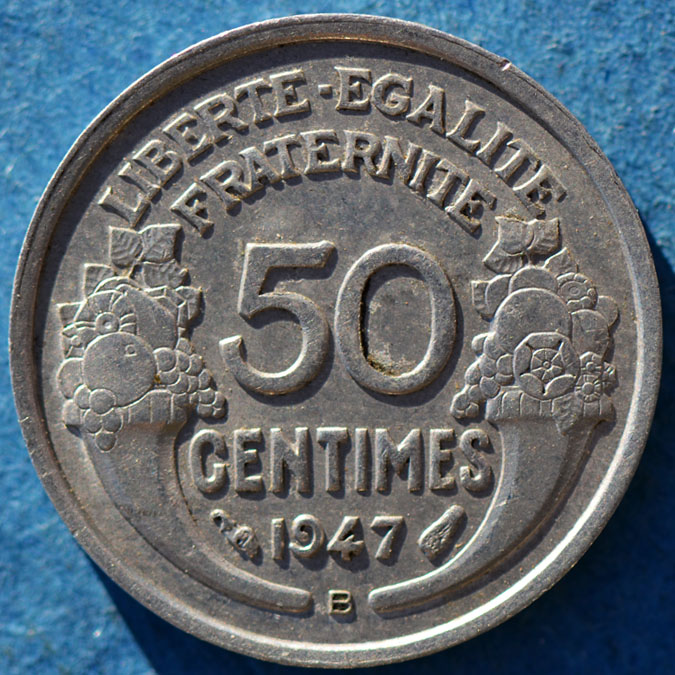 LIBERTE-EGALITE
FRATERNITE
50
CENTIMES
1947
B